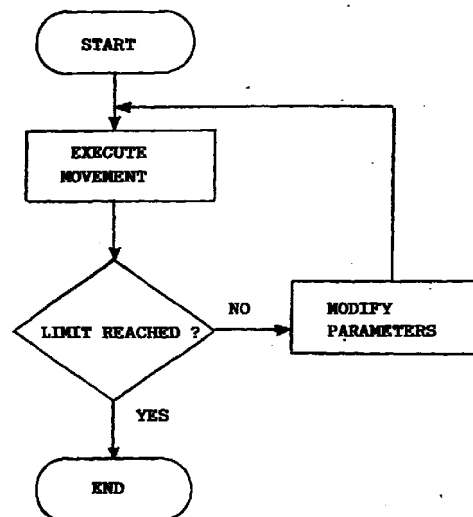 START
EXECUTE
MOVEMENT
LIMIT REACHED ?
NO
MODIFY
PARAMETERS
YES
END